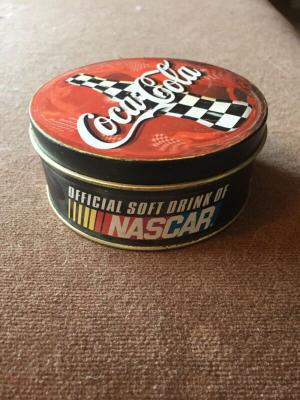 Coca-Cola
OFFICIAL SOFT DRINK OF
NASCAR